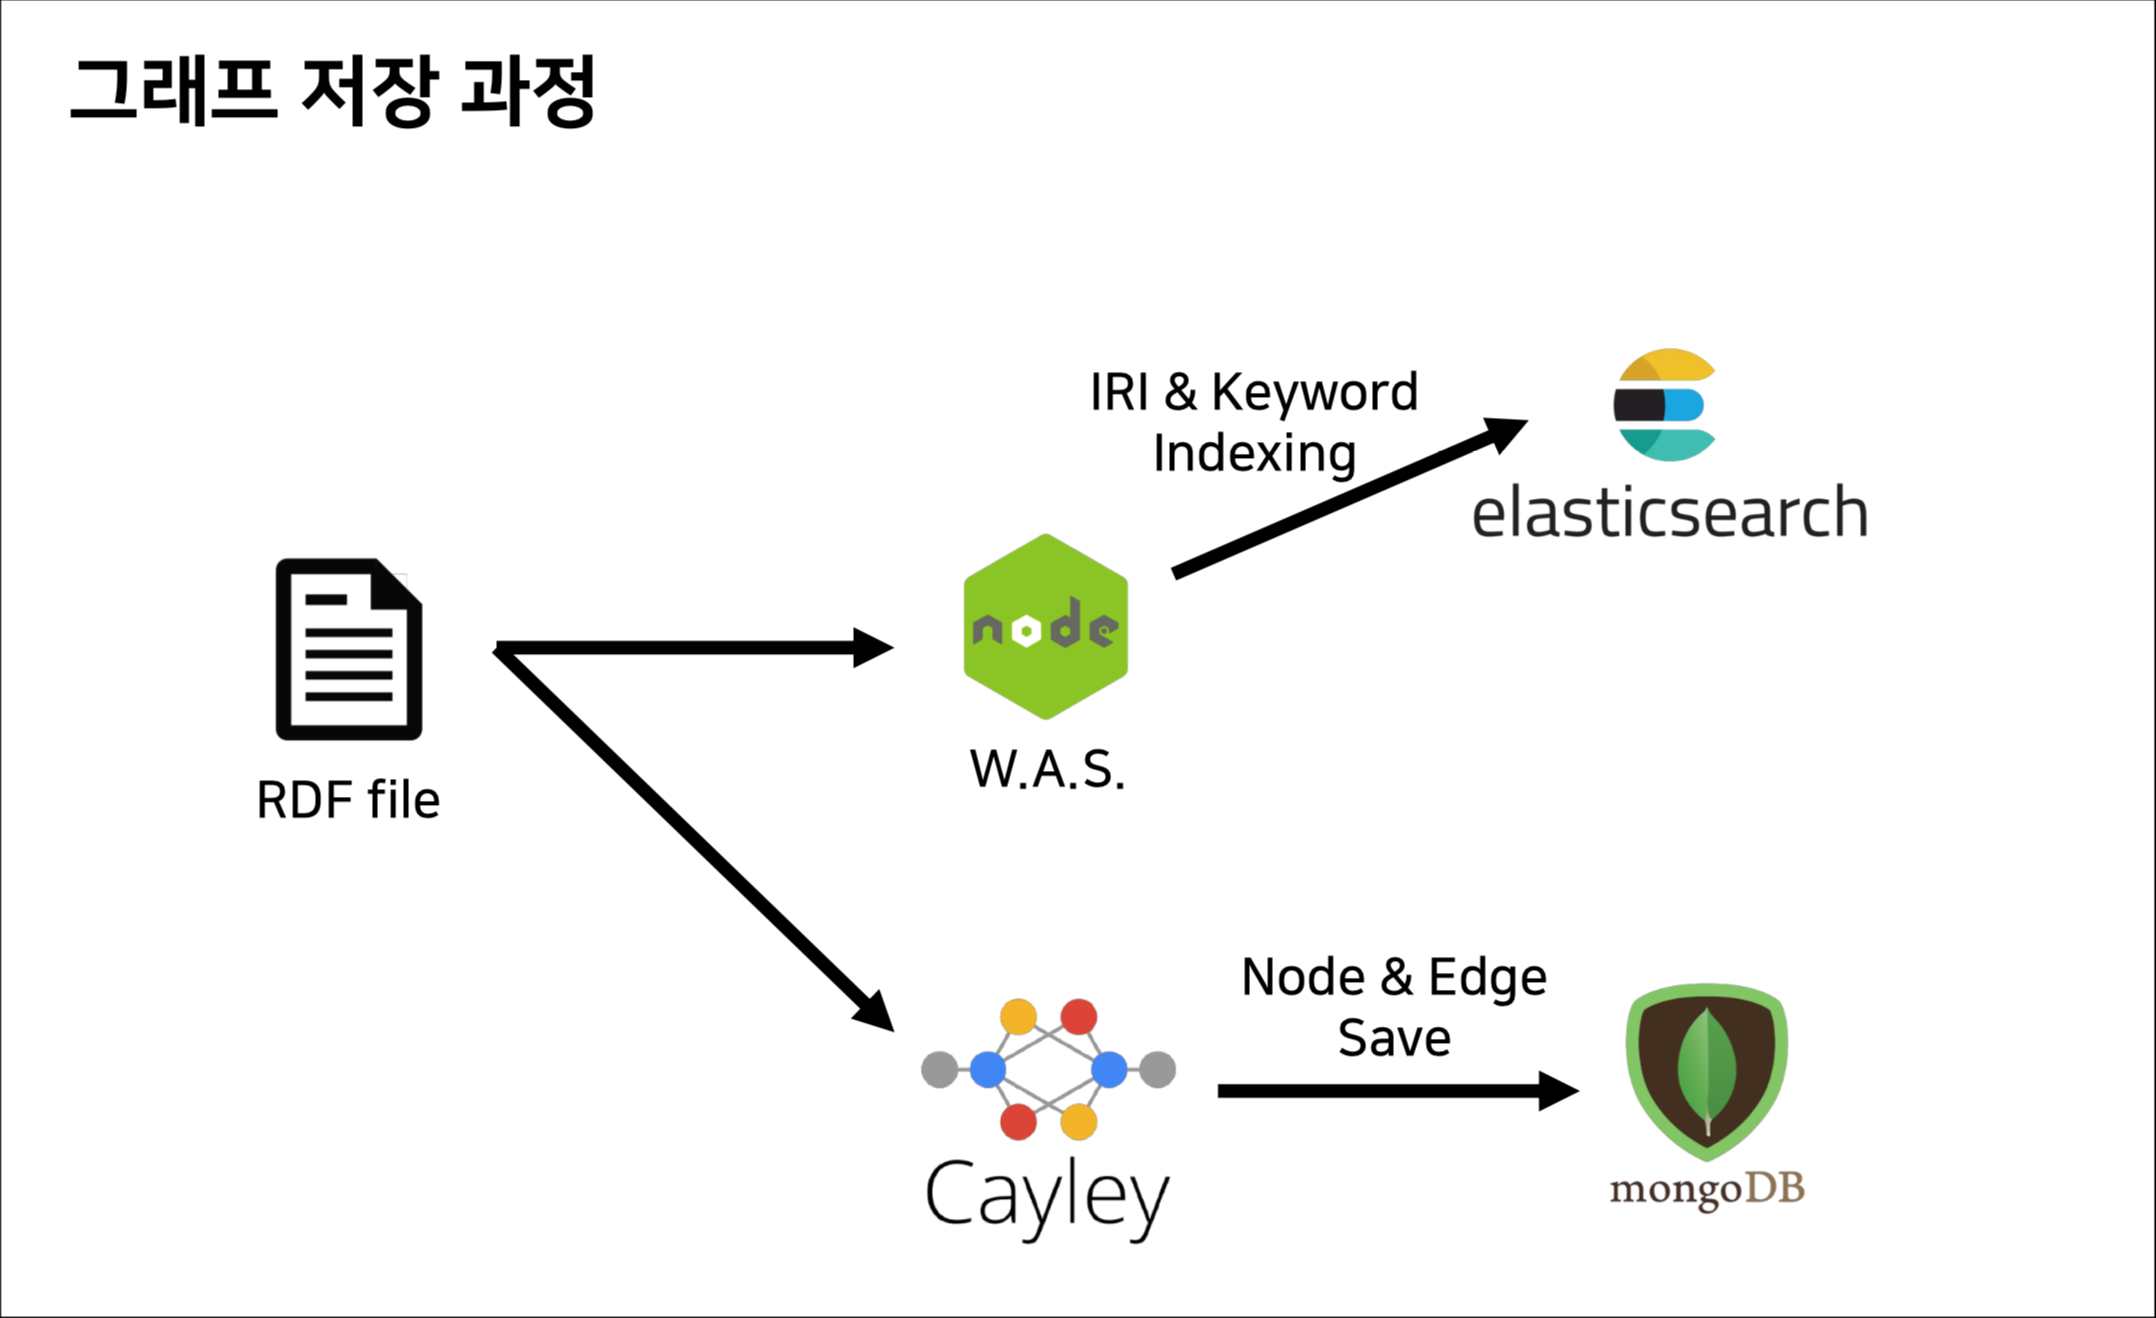 그래프 저장 과정
IRI & Keyword
Indexing
elasticsearch
node
W.A.S.
RDF file
Node & Edge
Save
Cayley
mongoDB